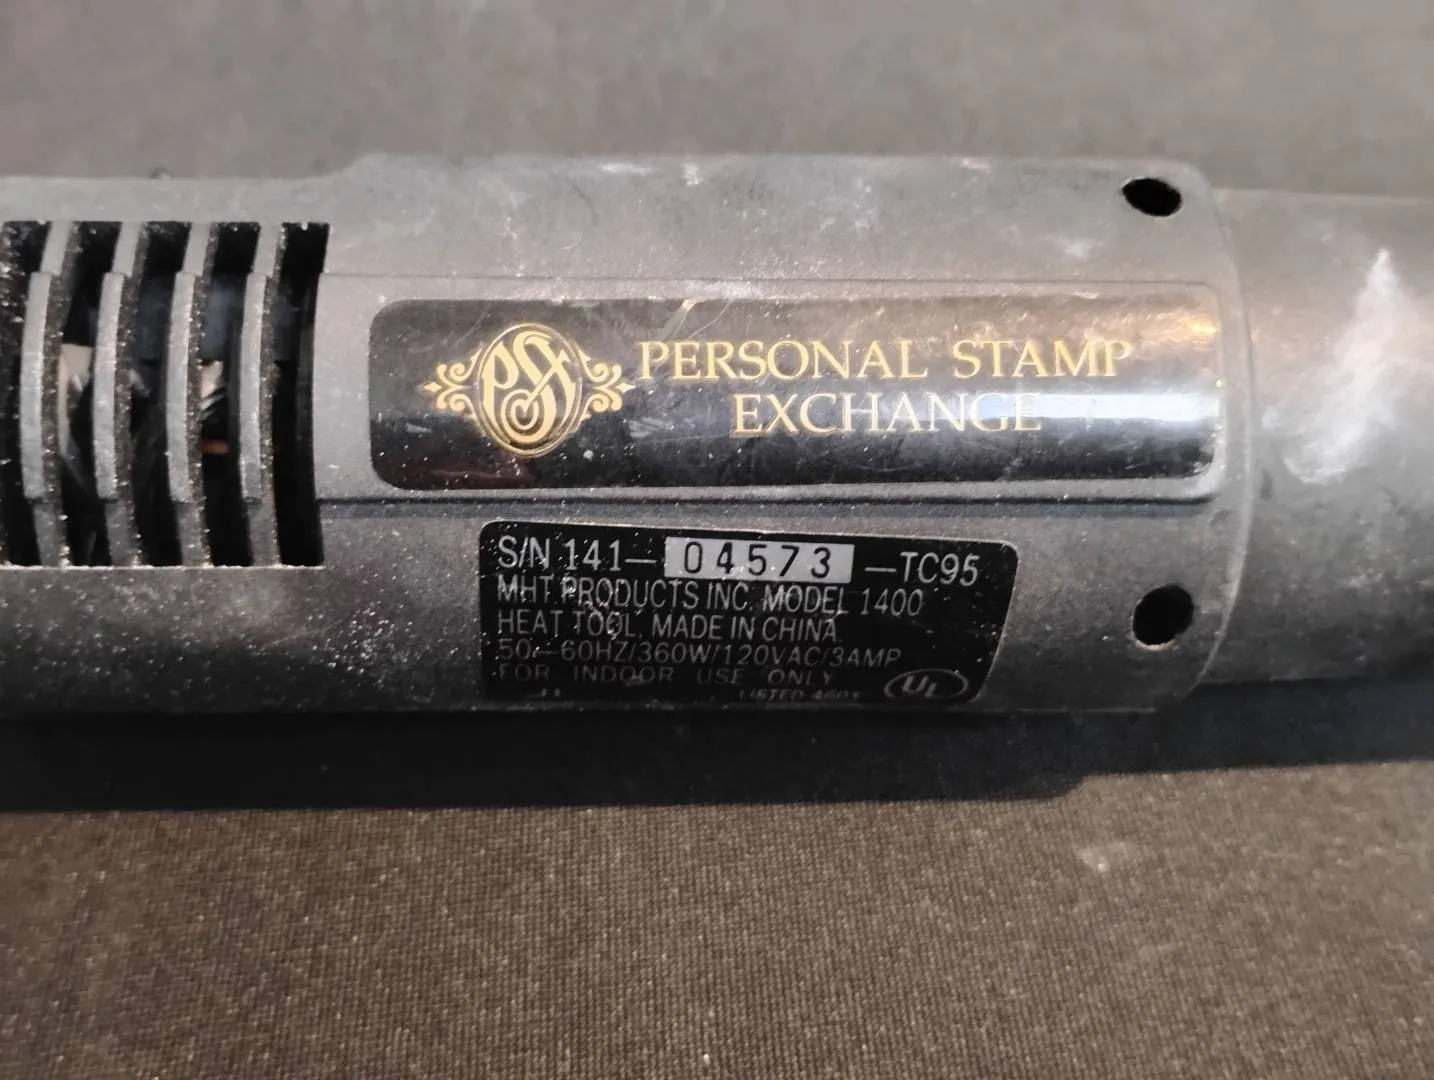 PSX PERSONAL STAMP
EXCHANGE
S/N 141-04573-TC95
MHT PRODUCTS INC. MODEL 1400
HEAT TOOL, MADE IN CHINA
50-60HZ/360W/120VAC/3AMP
FOR INDOOR USE ONLY
LISTED UL